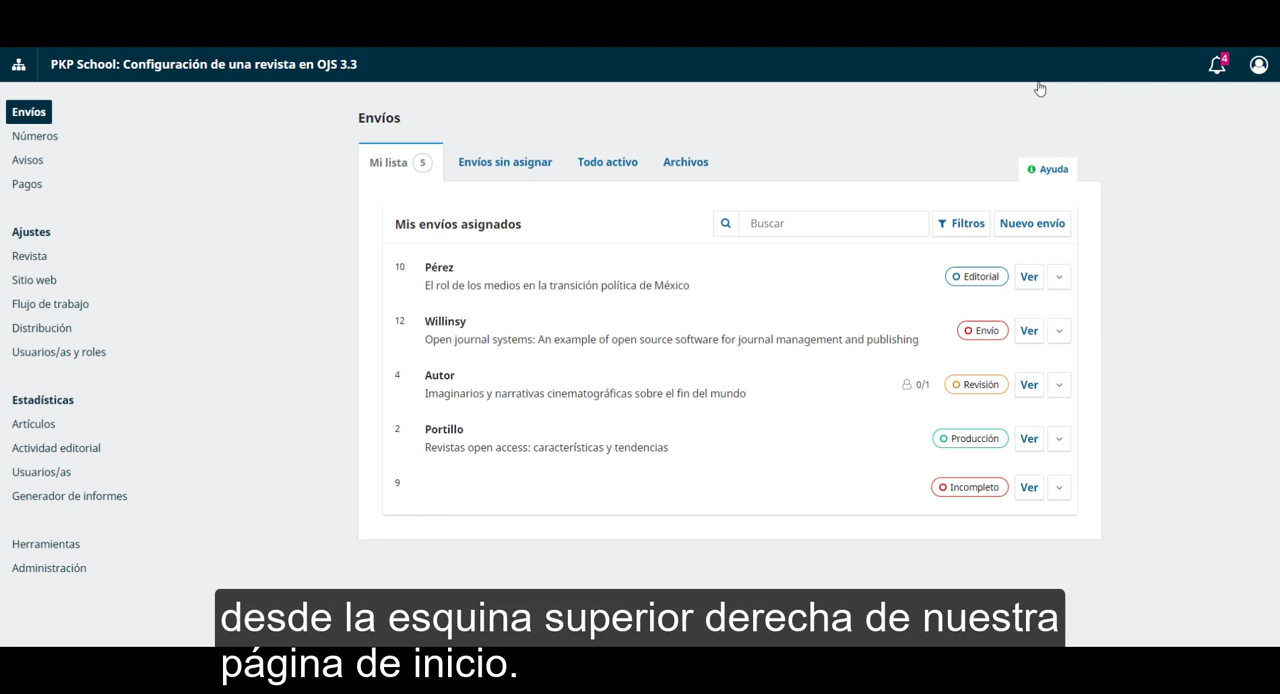 PKP School: Configuración de una revista en OJS 3.3
4
Envíos
Números
Avisos
Pagos
Ajustes
Revista
Sitio web
Flujo de trabajo
Distribución
Usuarios/as y roles
Estadísticas
Artículos
Actividad editorial
Usuarios/as
Generador de informes
Herramientas
Administración
Envíos
Mi lista 5 Envíos sin asignar Todo activo Archivos
Ayuda
Mis envíos asignados Buscar Filtros Nuevo envío
10 Pérez Editorial Ver
El rol de los medios en la transición política de México
12 Willinsy Envío Ver
Open journal systems: An example of open source software for journal management and publishing
4 Autor 0/1 Revisión Ver
Imaginarios y narrativas cinematográficas sobre el fin del mundo
2 Portillo Producción Ver
Revistas open access: características y tendencias
9 Incompleto Ver
desde la esquina superior derecha de nuestra
página de inicio.